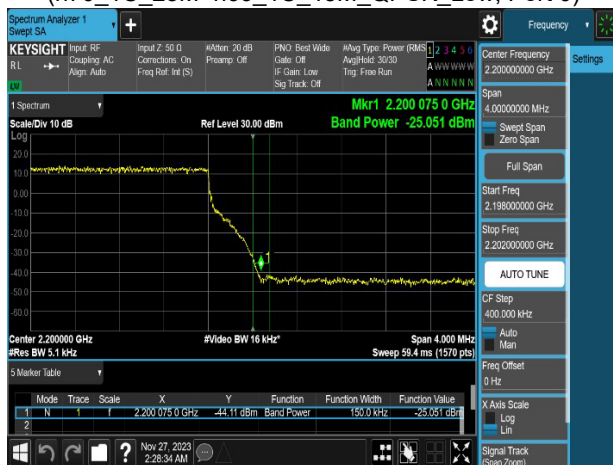 Spectrum Analyzer 1
Swept SA
+
Frequency
KEYSIGHT
RL
Input: RF
Coupling: AC
Align: Auto
Input Z: 50 Ω
Corrections: On
Freq Ref: Int (S)
#Atten: 20 dB
Preamp: Off
PNO: Best Wide
Gate: Off
IF Gain: Low
Sig Track: Off
#Avg Type: Power (RMS
Avg|Hold: 30/30
Trig: Free Run
1 2 3 4 5 6
A W W W W W
A N N N N N
LW
Settings
Center Frequency
2.200000000 GHz
Span
4.00000000 MHz
Swept Span
Zero Span
Full Span
Start Freq
2.198000000 GHz
Stop Freq
2.202000000 GHz
AUTO TUNE
CF Step
400.000 kHz
Auto
Man
Freq Offset
0 Hz
X Axis Scale
Log
Lin
Signal Track
(Span Zoom)
1 Spectrum
Scale/Div 10 dB
Ref Level 30.00 dBm
Mkr1 2.200 075 0 GHz
Band Power -25.051 dBm
Log
20.0
10.0
0.00
-10.0
-20.0
-30.0
-40.0
-50.0
-60.0
1
Center 2.200000 GHz
#Video BW 16 kHz*
Span 4.000 MHz
#Res BW 5.1 kHz
Sweep 59.4 ms (1570 pts)
5 Marker Table
Mode Trace Scale X Y Function Function Width Function Value
1 N 1 f 2.200 075 0 GHz -44.11 dBm Band Power 150.0 kHz -25.051 dBm
2
?
Nov 27, 2023
2:28:34 AM